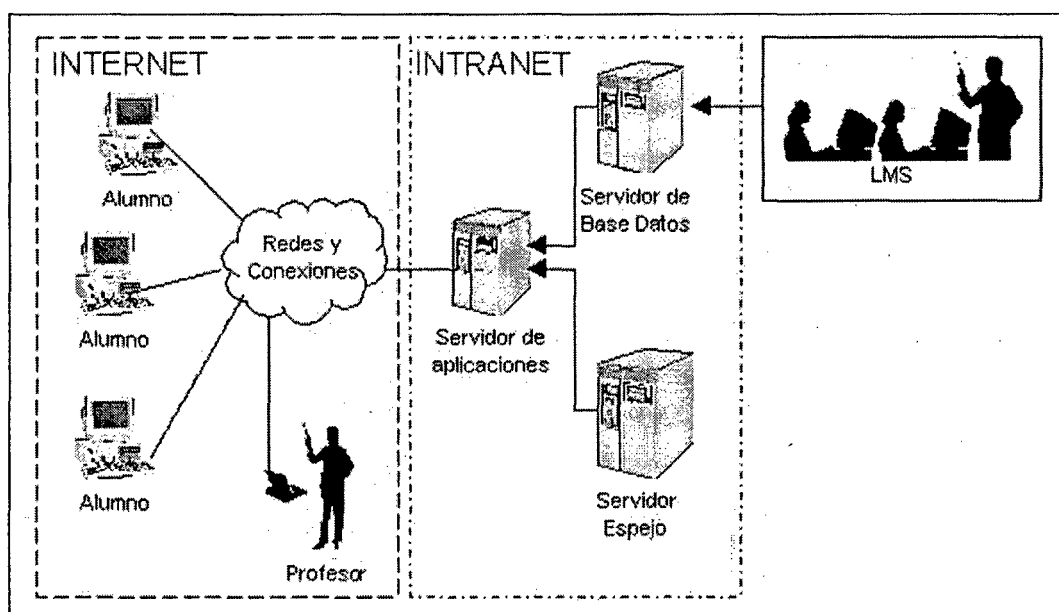 INTERNET
Alumno
Alumno
Alumno
Redes y
Conexiones
Profesor
INTRANET
Servidor de
Base Datos
Servidor de
aplicaciones
Servidor
Espejo
LMS